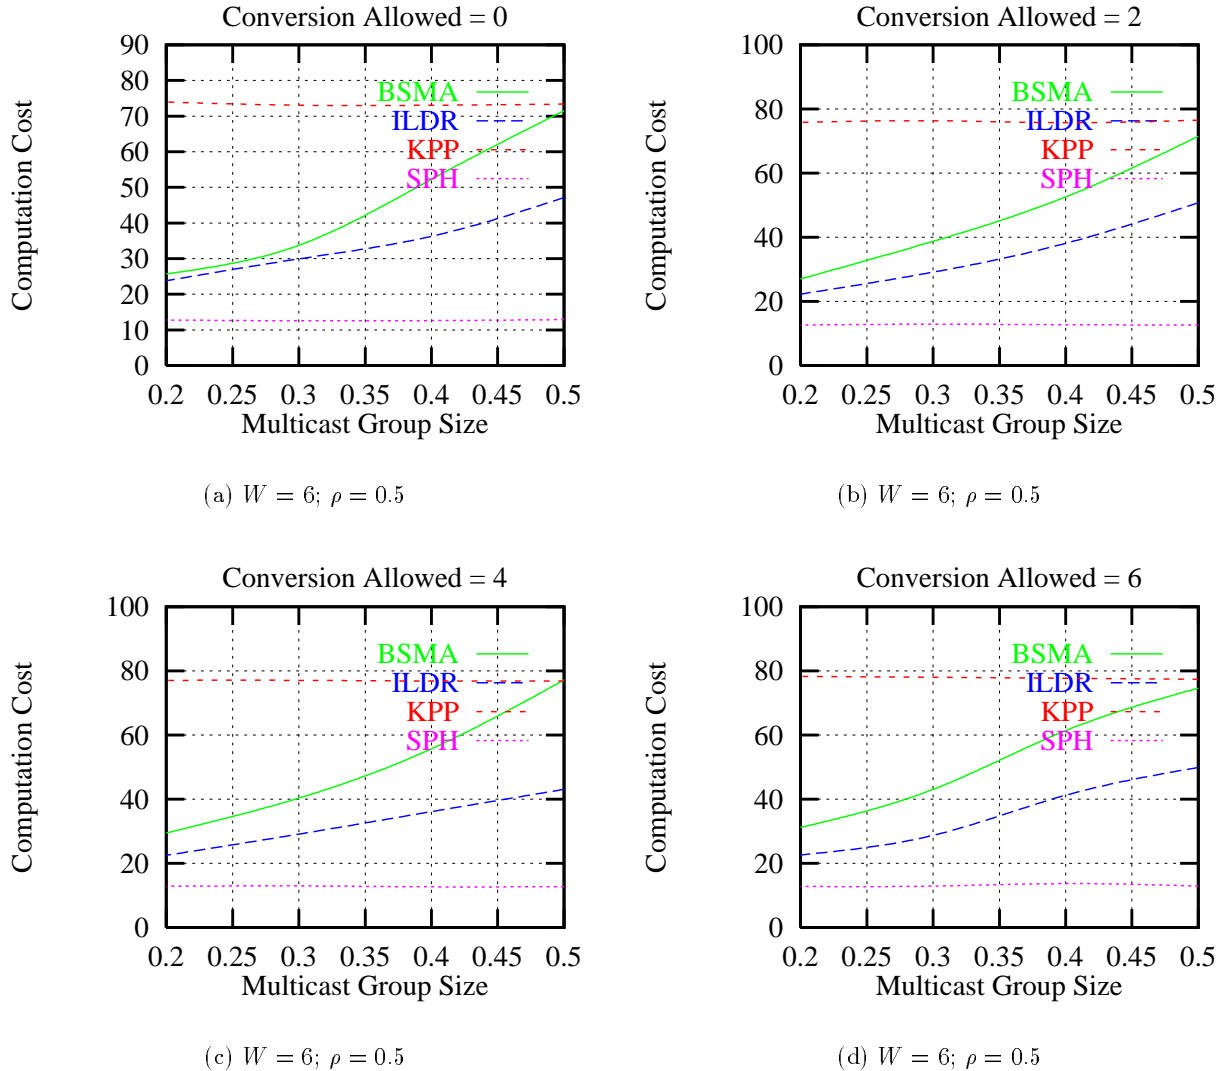 Conversion Allowed = 0
Computation Cost
90
80
70
60
50
40
30
20
10
0
BSMA
ILDR
KPP
SPH
0.2 0.25 0.3 0.35 0.4 0.45 0.5
Multicast Group Size
(a) W = 6; ρ = 0.5
Conversion Allowed = 2
Computation Cost
100
80
60
40
20
0
BSMA
ILDR
KPP
SPH
0.2 0.25 0.3 0.35 0.4 0.45 0.5
Multicast Group Size
(b) W = 6; ρ = 0.5
Conversion Allowed = 4
Computation Cost
100
80
60
40
20
0
BSMA
ILDR
KPP
SPH
0.2 0.25 0.3 0.35 0.4 0.45 0.5
Multicast Group Size
(c) W = 6; ρ = 0.5
Conversion Allowed = 6
Computation Cost
100
80
60
40
20
0
BSMA
ILDR
KPP
SPH
0.2 0.25 0.3 0.35 0.4 0.45 0.5
Multicast Group Size
(d) W = 6; ρ = 0.5